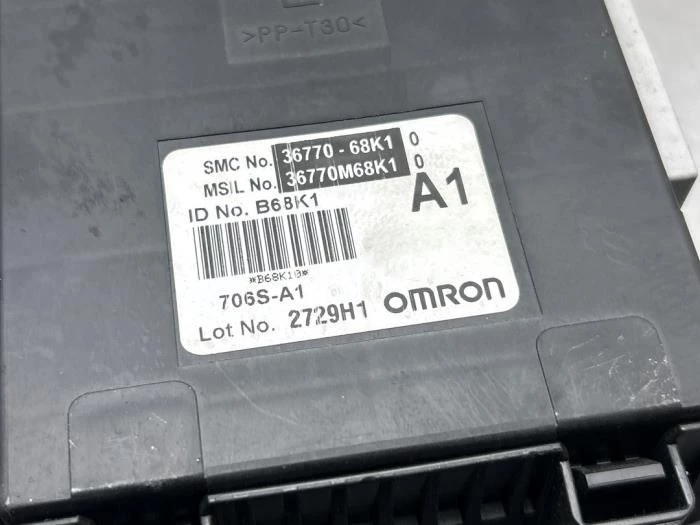 >PP-T30<
SMC No. 36770-68K1 0
MSIL No. 36770M68K1 0
ID No. B68K1
A1
*B68K10*
706S-A1
Lot No. 2729H1 OMRON